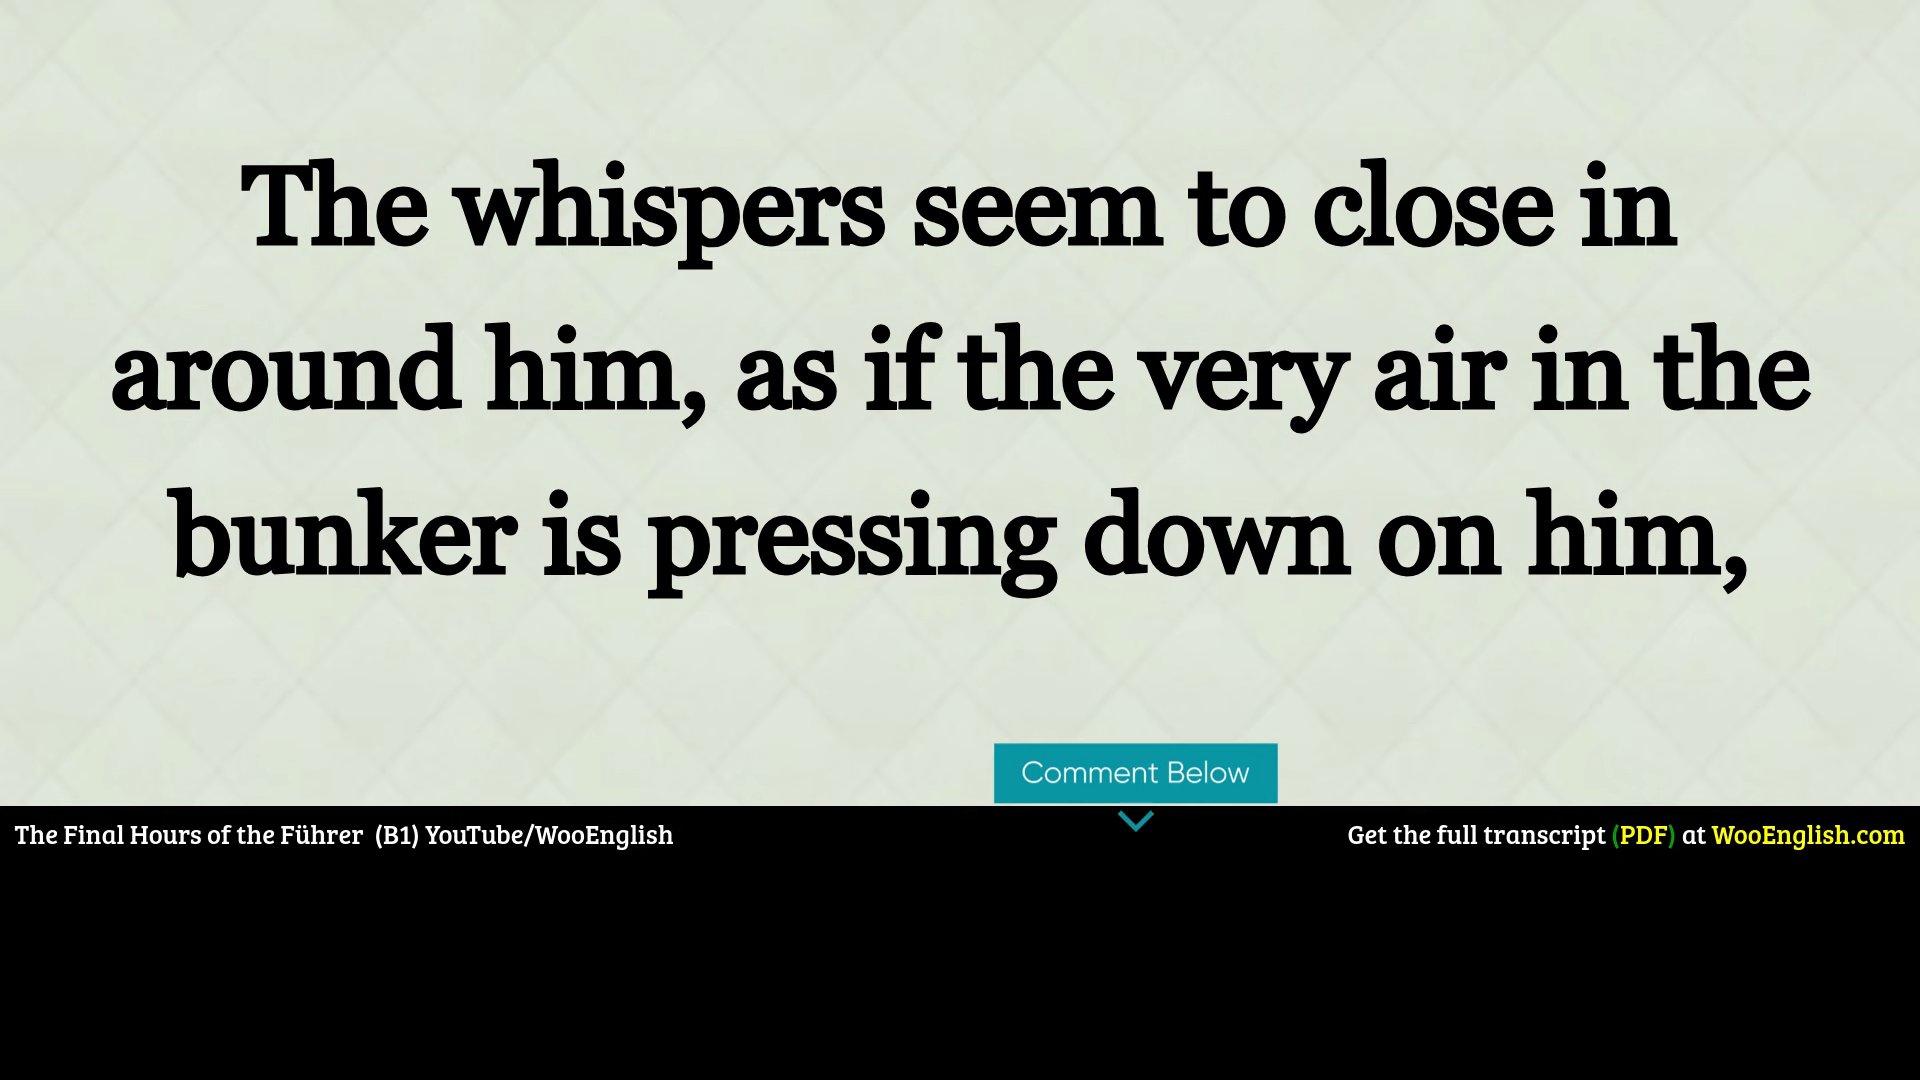 The whispers seem to close in
around him, as if the very air in the
bunker is pressing down on him,
Comment Below
The Final Hours of the Führer (B1) YouTube/WooEnglish
Get the full transcript (PDF) at WooEnglish.com